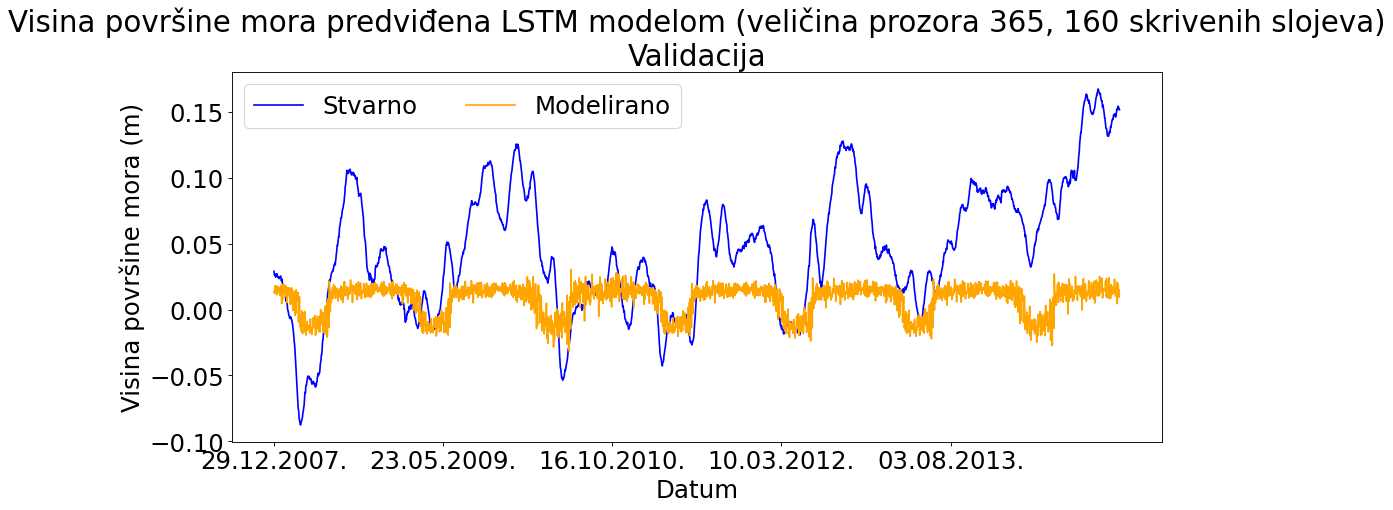 Visina površine mora predviđena LSTM modelom (veličina prozora 365, 160 skrivenih slojeva)
Validacija
Stvarno Modelirano
Visina površine mora (m)
0.15
0.10
0.05
0.00
−0.05
−0.10
29.12.2007. 23.05.2009. 16.10.2010. 10.03.2012. 03.08.2013.
Datum